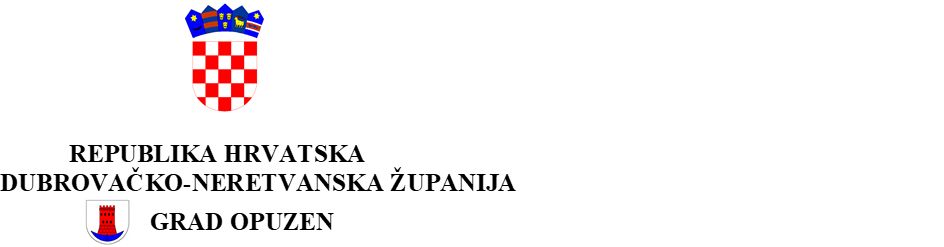 REPUBLIKA HRVATSKA
DUBROVAČKO-NERETVANSKA ŽUPANIJA
GRAD OPUZEN